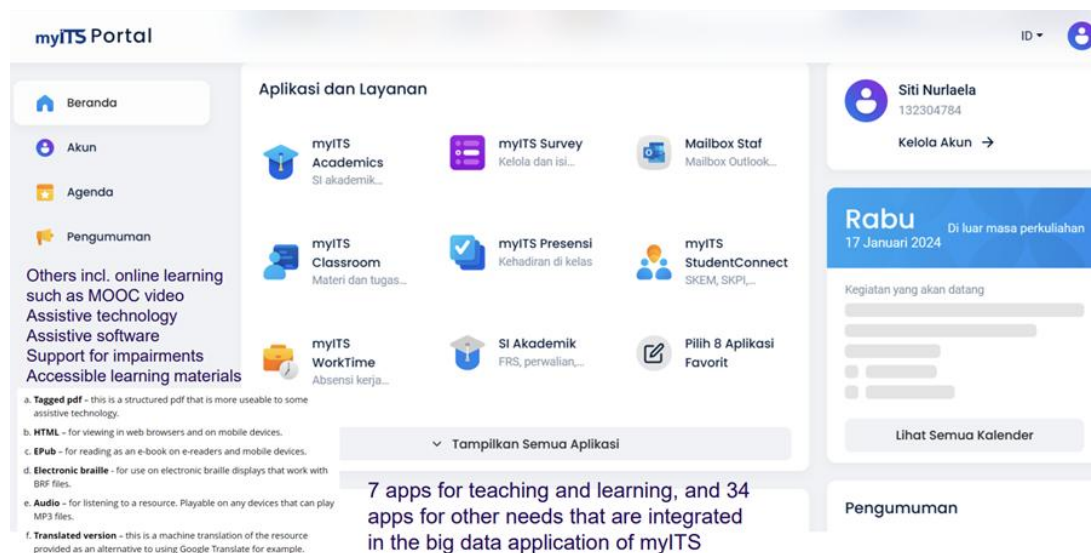 myITS Portal
ID
Beranda
Akun
Agenda
Pengumuman
Others incl. online learning
such as MOOC video
Assistive technology
Assistive software
Support for impairments
Accessible learning materials
a. Tagged pdf – this is a structured pdf that is more useable to some
assistive technology.
b. HTML – for viewing in web browsers and on mobile devices.
c. EPub – for reading as an e-book on e-readers and mobile devices.
d. Electronic braille - for use on electronic braille displays that work with
BRF files.
e. Audio – for listening to a resource. Playable on any devices that can play
MP3 files.
f. Translated version – this is a machine translation of the resource
provided as an alternative to using Google Translate for example.
Aplikasi dan Layanan
myITS
Academics
SI akademik...
myITS Survey
Kelola dan isi...
Mailbox Staf
Mailbox Outlook...
myITS
Classroom
Materi dan tugas...
myITS Presensi
Kehadiran di kelas
myITS
StudentConnect
SKEM, SKPI,...
myITS
WorkTime
Absensi kerja...
SI Akademik
FRS, perwalian,...
Pilih 8 Aplikasi
Favorit
Tampilkan Semua Aplikasi
7 apps for teaching and learning, and 34
apps for other needs that are integrated
in the big data application of myITS
Siti Nurlaela
132304784
Kelola Akun →
Rabu
17 Januari 2024
Di luar masa perkuliahan
Kegiatan yang akan datang
Lihat Semua Kalender
Pengumuman